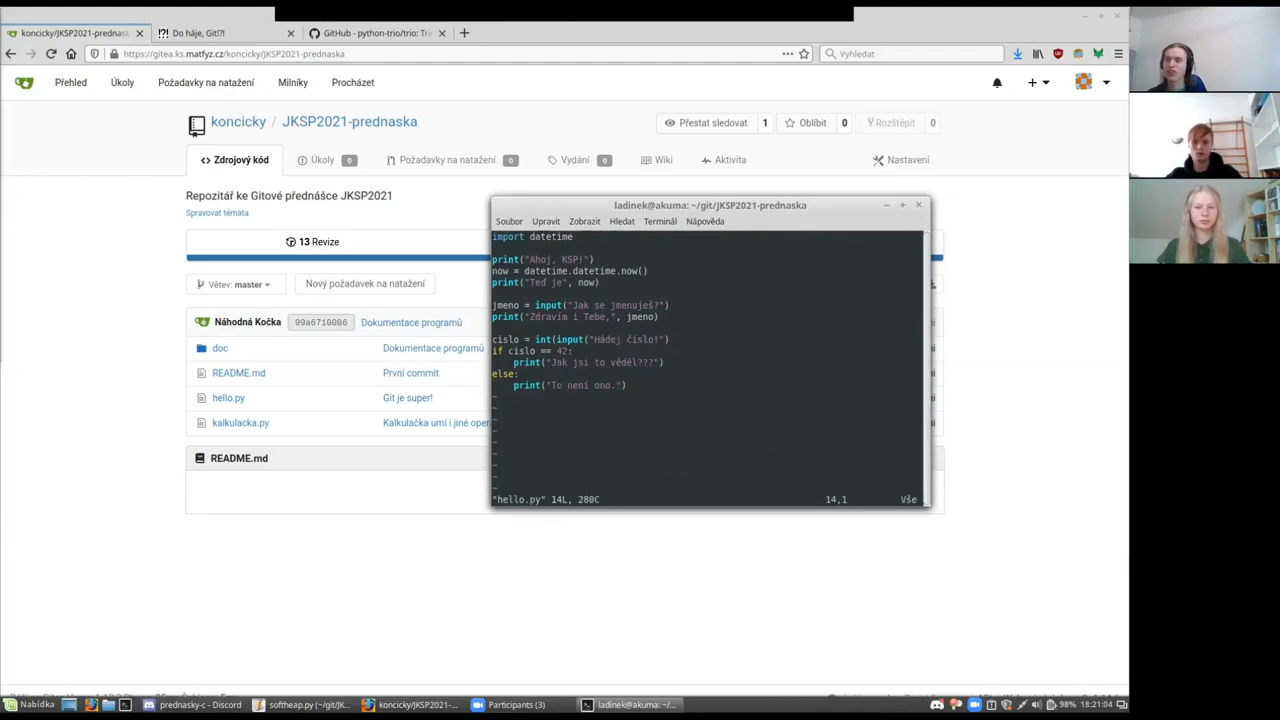 koncicky/JKSP2021-prednask
Do háje, Git!?!
GitHub - python-trio/trio: Tri
https://gitea.ks.matfyz.cz/koncicky/JKSP2021-prednaska
Vyhledat
Přehled
Úkoly
Požadavky na natažení
Milníky
Procházet
koncicky / JKSP2021-prednaska
Přestat sledovat 1
Oblíbit 0
Rozštěpit 0
Zdrojový kód
Úkoly 0
Požadavky na natažení 0
Vydání 0
Wiki
Aktivita
Nastavení
Repozitář ke Gitové přednášce JKSP2021
Spravovat témata
13 Revize
Větev: master
Nový požadavek na natažení
Náhodná Kočka 99a6710086 Dokumentace programů
doc Dokumentace programů
README.md První commit
hello.py Git je super!
kalkulacka.py Kalkulačka umí i jiné oper
README.md
ladinek@akuma: ~/git/JKSP2021-prednaska
Soubor Upravit Zobrazit Hledat Terminál Nápověda
import datetime
print("Ahoj, KSP!")
now = datetime.datetime.now()
print("Teď je", now)
jmeno = input("Jak se jmenuješ?")
print("Zdravím i Tebe,", jmeno)
cislo = int(input("Hádej číslo!")
if cislo == 42:
print("Jak jsi to věděl???")
else:
print("To není ono.")
~
~
~
~
~
~
~
~
~
"hello.py" 14L, 280C 14,1 Vše
Nabídka
prednasky-c - Discord
softheap.py (~/git/JK...
koncicky/JKSP2021-...
Participants (3)
ladinek@akuma: ~/...
98%
18:21:04